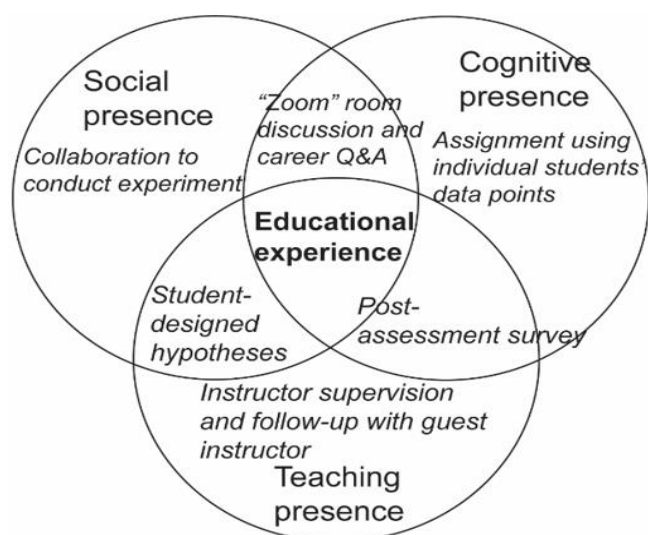 Social
presence
Collaboration to
conduct experiment
“Zoom” room
discussion and
career Q&A
Cognitive
presence
Assignment using
individual students’
data points
Educational
experience
Student-
designed
hypotheses
Post-
assessment survey
Instructor supervision
and follow-up with guest
instructor
Teaching
presence